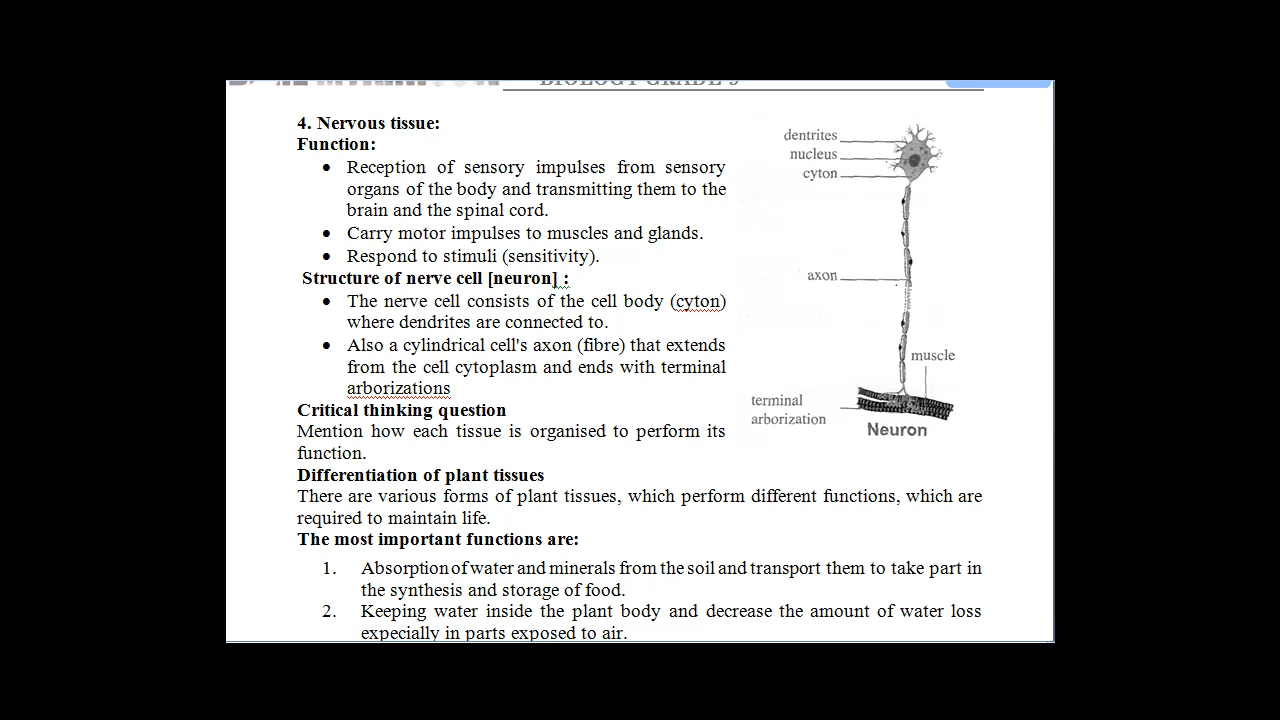 BIOLOGY GRADE 9
4. Nervous tissue:
Function:
• Reception of sensory impulses from sensory
organs of the body and transmitting them to the
brain and the spinal cord.
• Carry motor impulses to muscles and glands.
• Respond to stimuli (sensitivity).
Structure of nerve cell [neuron] :
• The nerve cell consists of the cell body (cyton)
where dendrites are connected to.
• Also a cylindrical cell's axon (fibre) that extends
from the cell cytoplasm and ends with terminal
arborizations
Critical thinking question
Mention how each tissue is organised to perform its
function.
dentrites
nucleus
cyton
axon
muscle
terminal
arborization
Neuron
Differentiation of plant tissues
There are various forms of plant tissues, which perform different functions, which are
required to maintain life.
The most important functions are:
1. Absorption of water and minerals from the soil and transport them to take part in
the synthesis and storage of food.
2. Keeping water inside the plant body and decrease the amount of water loss
expecially in parts exposed to air.